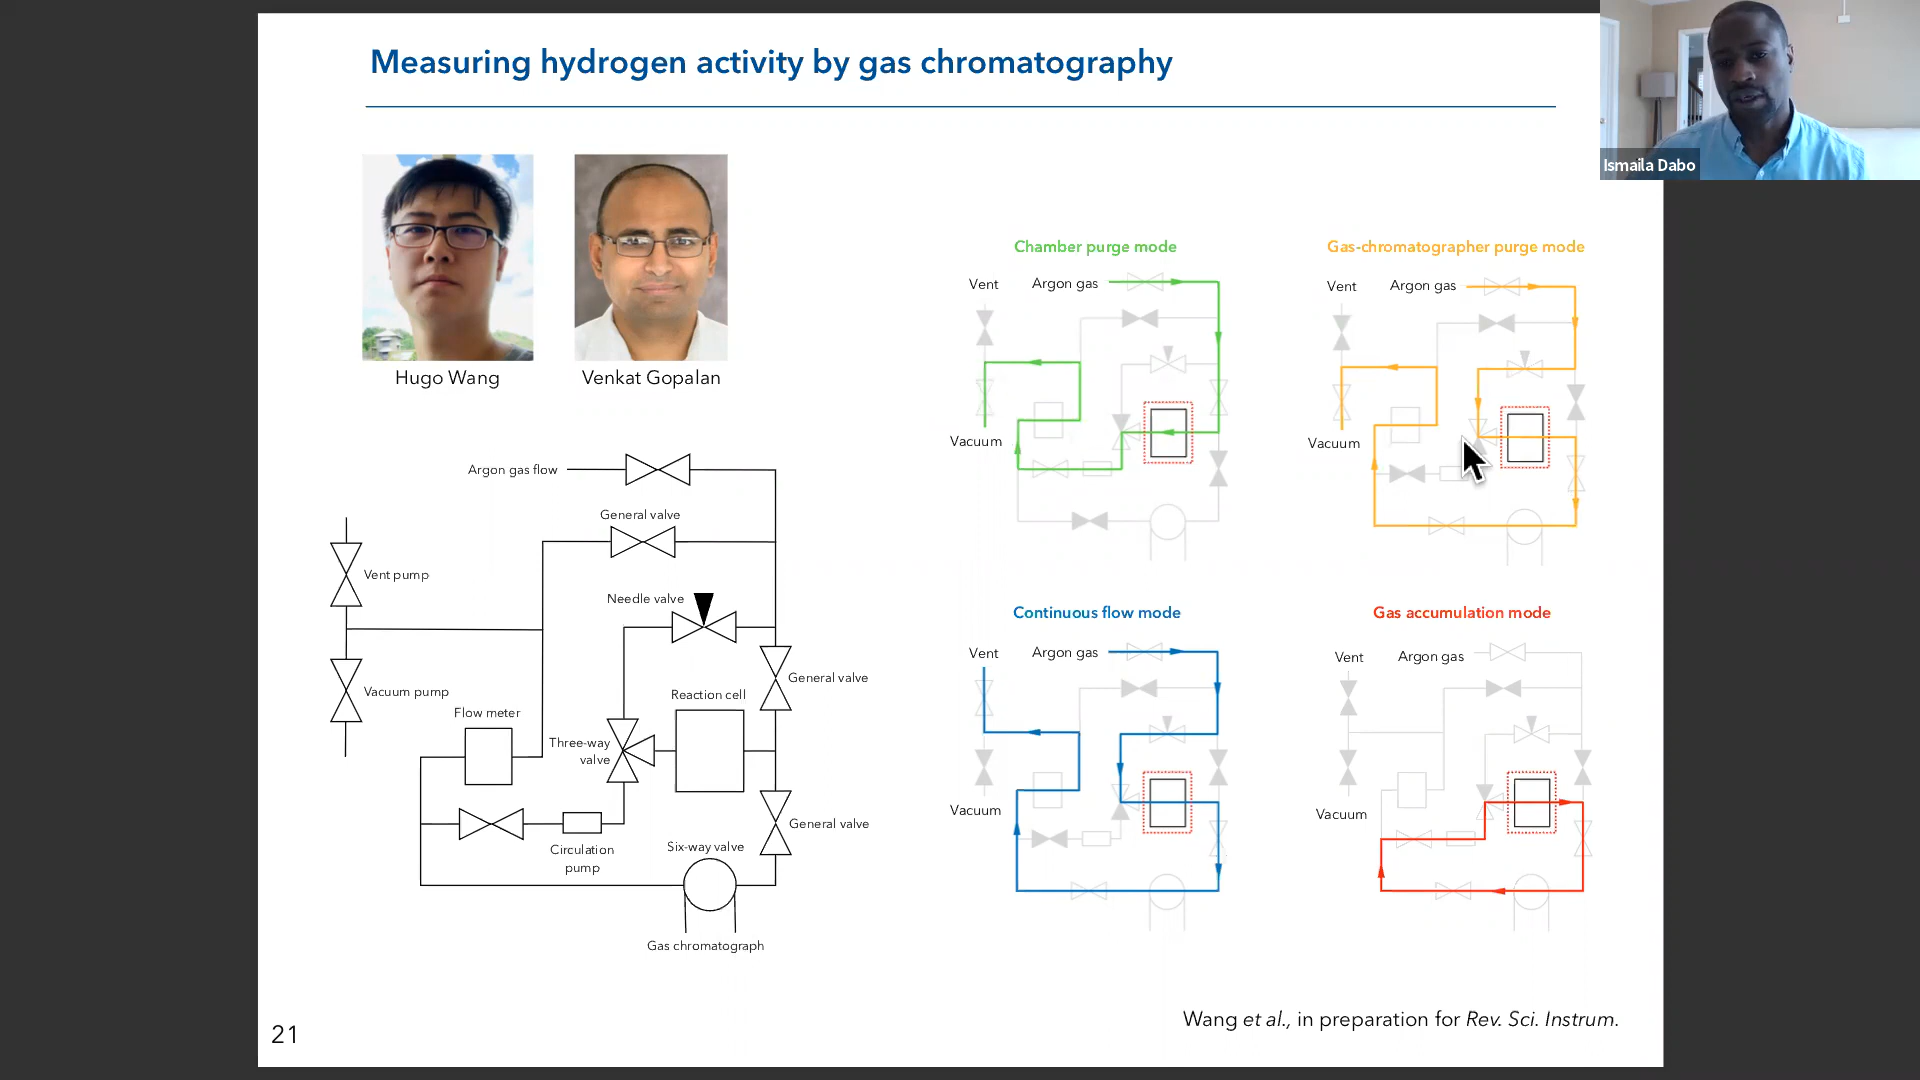 Measuring hydrogen activity by gas chromatography
Ismaila Dabo
Hugo Wang
Venkat Gopalan
Argon gas flow
General valve
Vent pump
Needle valve
General valve
Vacuum pump
Reaction cell
Flow meter
Three-way
valve
General valve
Circulation
pump
Six-way valve
Gas chromatograph
Chamber purge mode
Vent
Argon gas
Vacuum
Gas-chromatographer purge mode
Vent
Argon gas
Vacuum
Continuous flow mode
Vent
Argon gas
Vacuum
Gas accumulation mode
Vent
Argon gas
Vacuum
Wang et al., in preparation for Rev. Sci. Instrum.
21